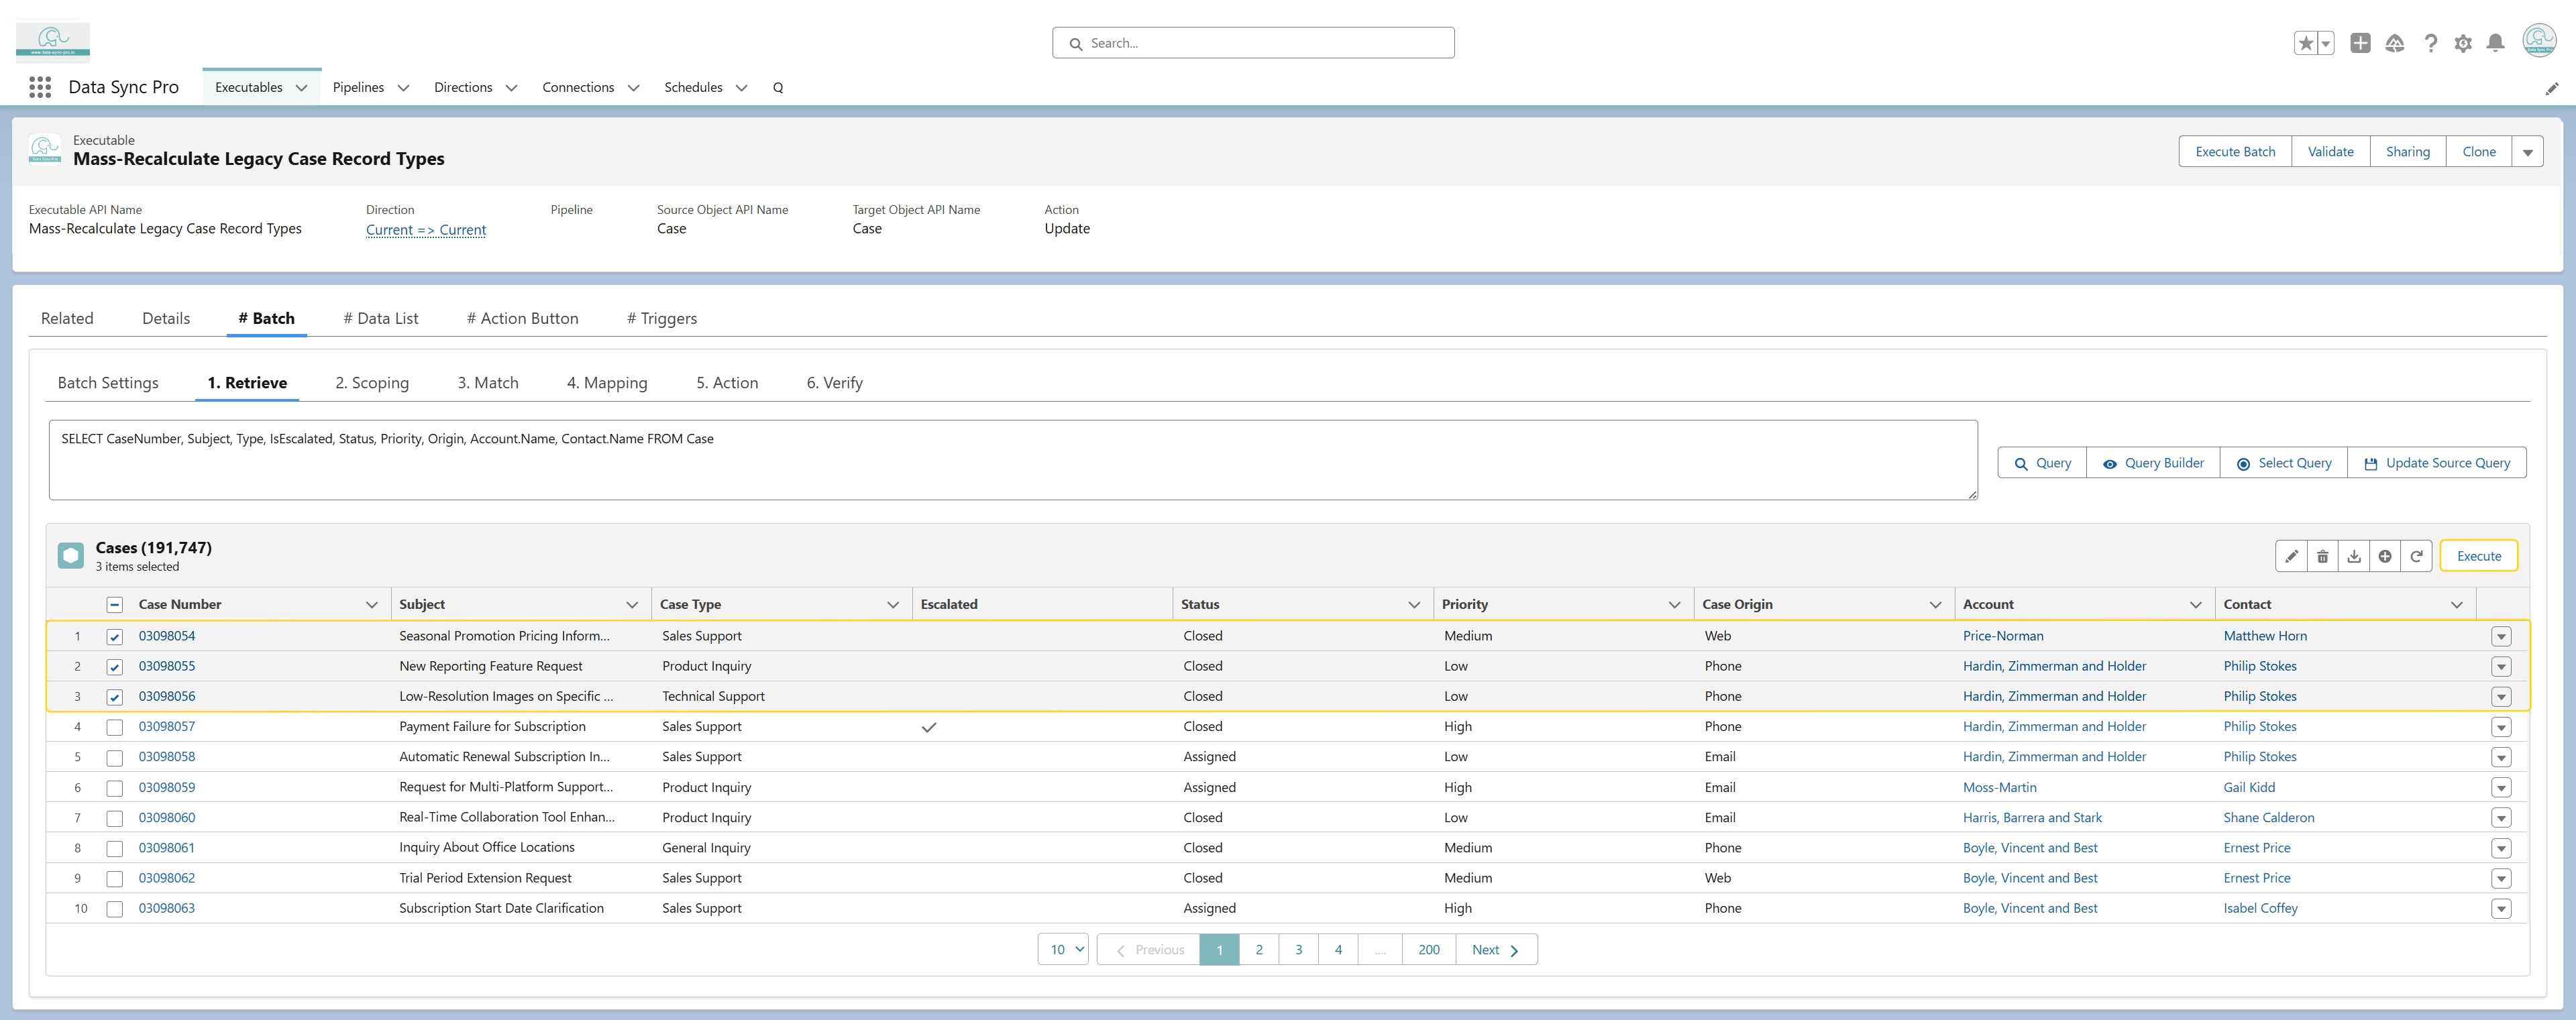 www.data-sync-pro.io
Search...
Data Sync Pro
Executables
Pipelines
Directions
Connections
Schedules
Q
Executable
Mass-Recalculate Legacy Case Record Types
Execute Batch
Validate
Sharing
Clone
Executable API Name
Direction
Pipeline
Source Object API Name
Target Object API Name
Action
Mass-Recalculate Legacy Case Record Types
Current => Current
Case
Case
Update
Related
Details
# Batch
# Data List
# Action Button
# Triggers
Batch Settings
1. Retrieve
2. Scoping
3. Match
4. Mapping
5. Action
6. Verify
SELECT CaseNumber, Subject, Type, IsEscalated, Status, Priority, Origin, Account.Name, Contact.Name FROM Case
Query
Query Builder
Select Query
Update Source Query
Cases (191,747)
3 items selected
Execute
Case Number Subject Case Type Escalated Status Priority Case Origin Account Contact
1 03098054 Seasonal Promotion Pricing Inform... Sales Support Closed Medium Web Price-Norman Matthew Horn
2 03098055 New Reporting Feature Request Product Inquiry Closed Low Phone Hardin, Zimmerman and Holder Philip Stokes
3 03098056 Low-Resolution Images on Specific ... Technical Support Closed Low Phone Hardin, Zimmerman and Holder Philip Stokes
4 03098057 Payment Failure for Subscription Sales Support Closed High Phone Hardin, Zimmerman and Holder Philip Stokes
5 03098058 Automatic Renewal Subscription In... Sales Support Assigned Low Email Hardin, Zimmerman and Holder Philip Stokes
6 03098059 Request for Multi-Platform Support... Product Inquiry Assigned High Email Moss-Martin Gail Kidd
7 03098060 Real-Time Collaboration Tool Enhan... Product Inquiry Closed Low Email Harris, Barrera and Stark Shane Calderon
8 03098061 Inquiry About Office Locations General Inquiry Closed Medium Phone Boyle, Vincent and Best Ernest Price
9 03098062 Trial Period Extension Request Sales Support Closed Medium Web Boyle, Vincent and Best Ernest Price
10 03098063 Subscription Start Date Clarification Sales Support Assigned High Phone Boyle, Vincent and Best Isabel Coffey
10 Previous 1 2 3 4 .... 200 Next